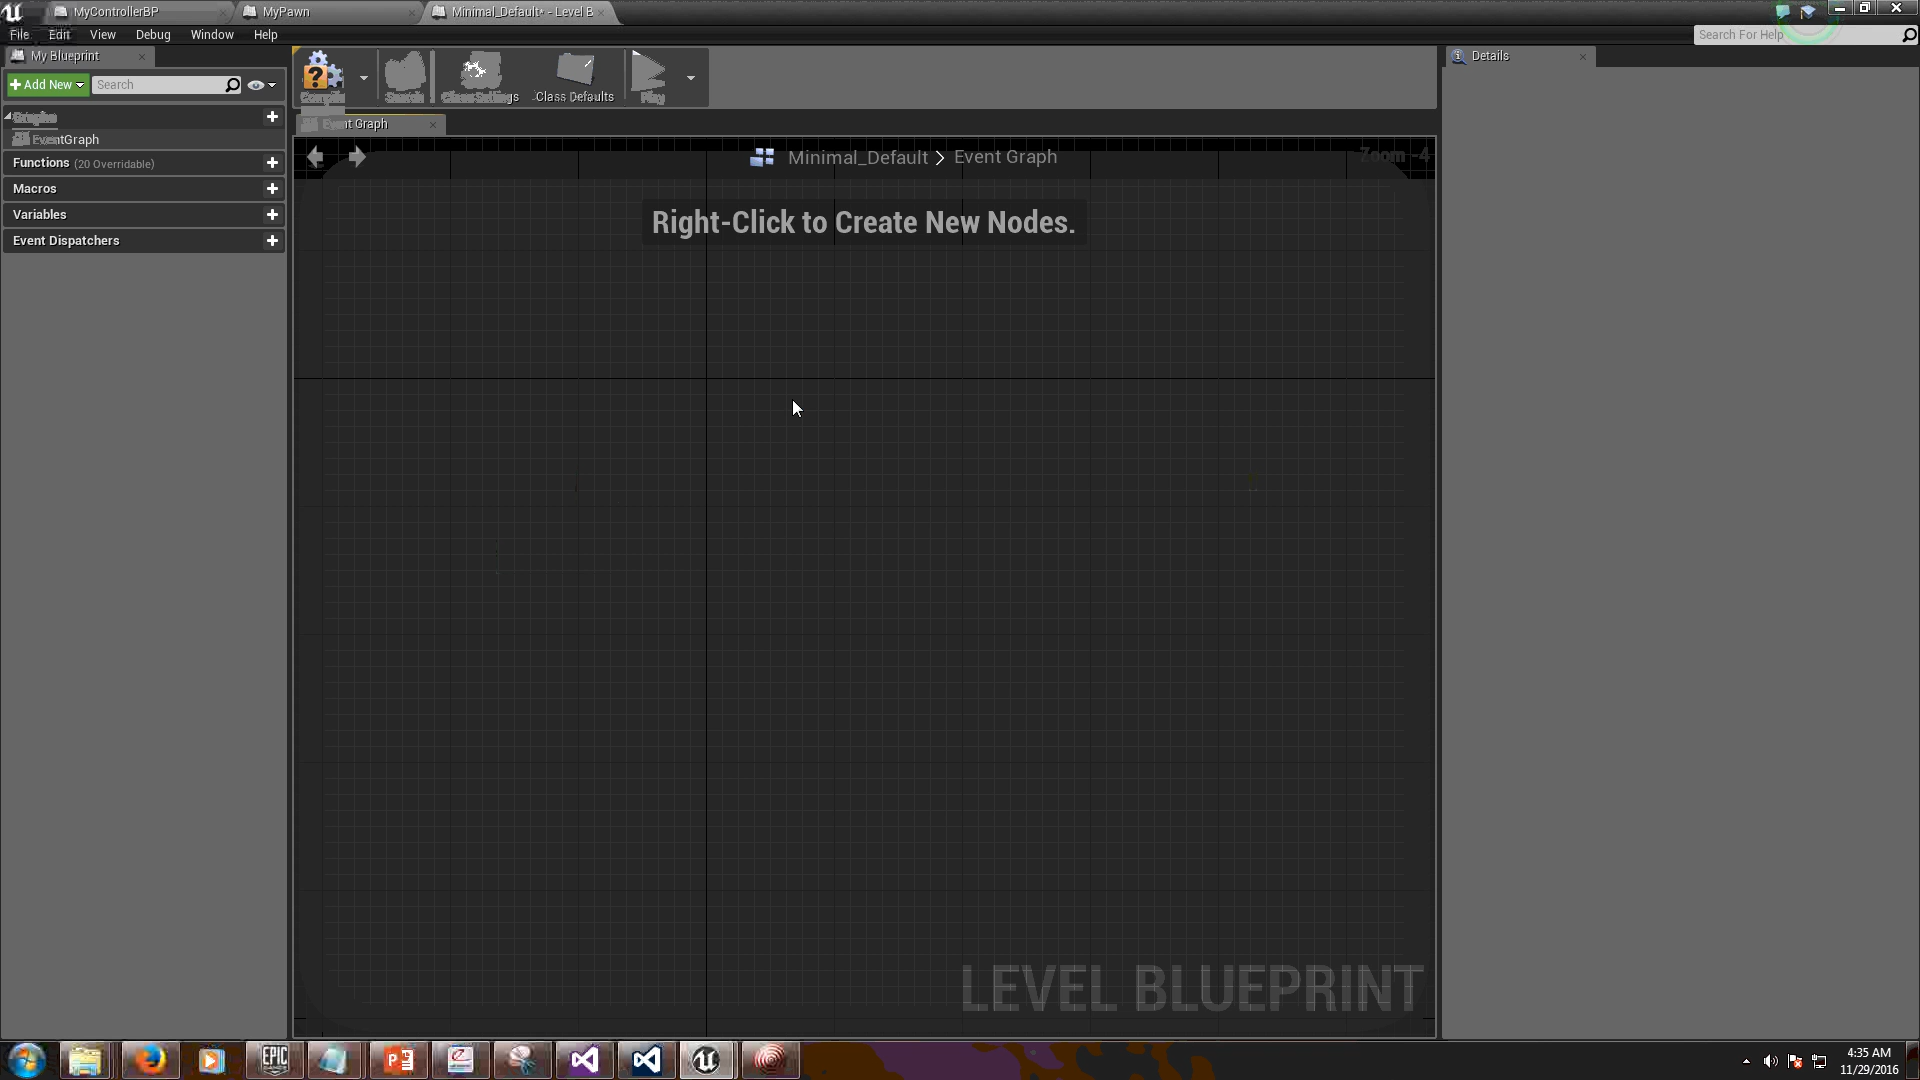 MyControllerBP
MyPawn
Minimal_Default* - Level B
File Edit View Debug Window Help
Search For Help
My Blueprint
Details
Add New
Search
Compile
Search
Class Settings
Class Defaults
Play
Graphs
Event Graph
EventGraph
Functions (20 Overridable)
Minimal_Default > Event Graph
Zoom -4
Macros
Variables
Right-Click to Create New Nodes.
Event Dispatchers
LEVEL BLUEPRINT
EPIC
GAMES
4:35 AM
11/29/2016